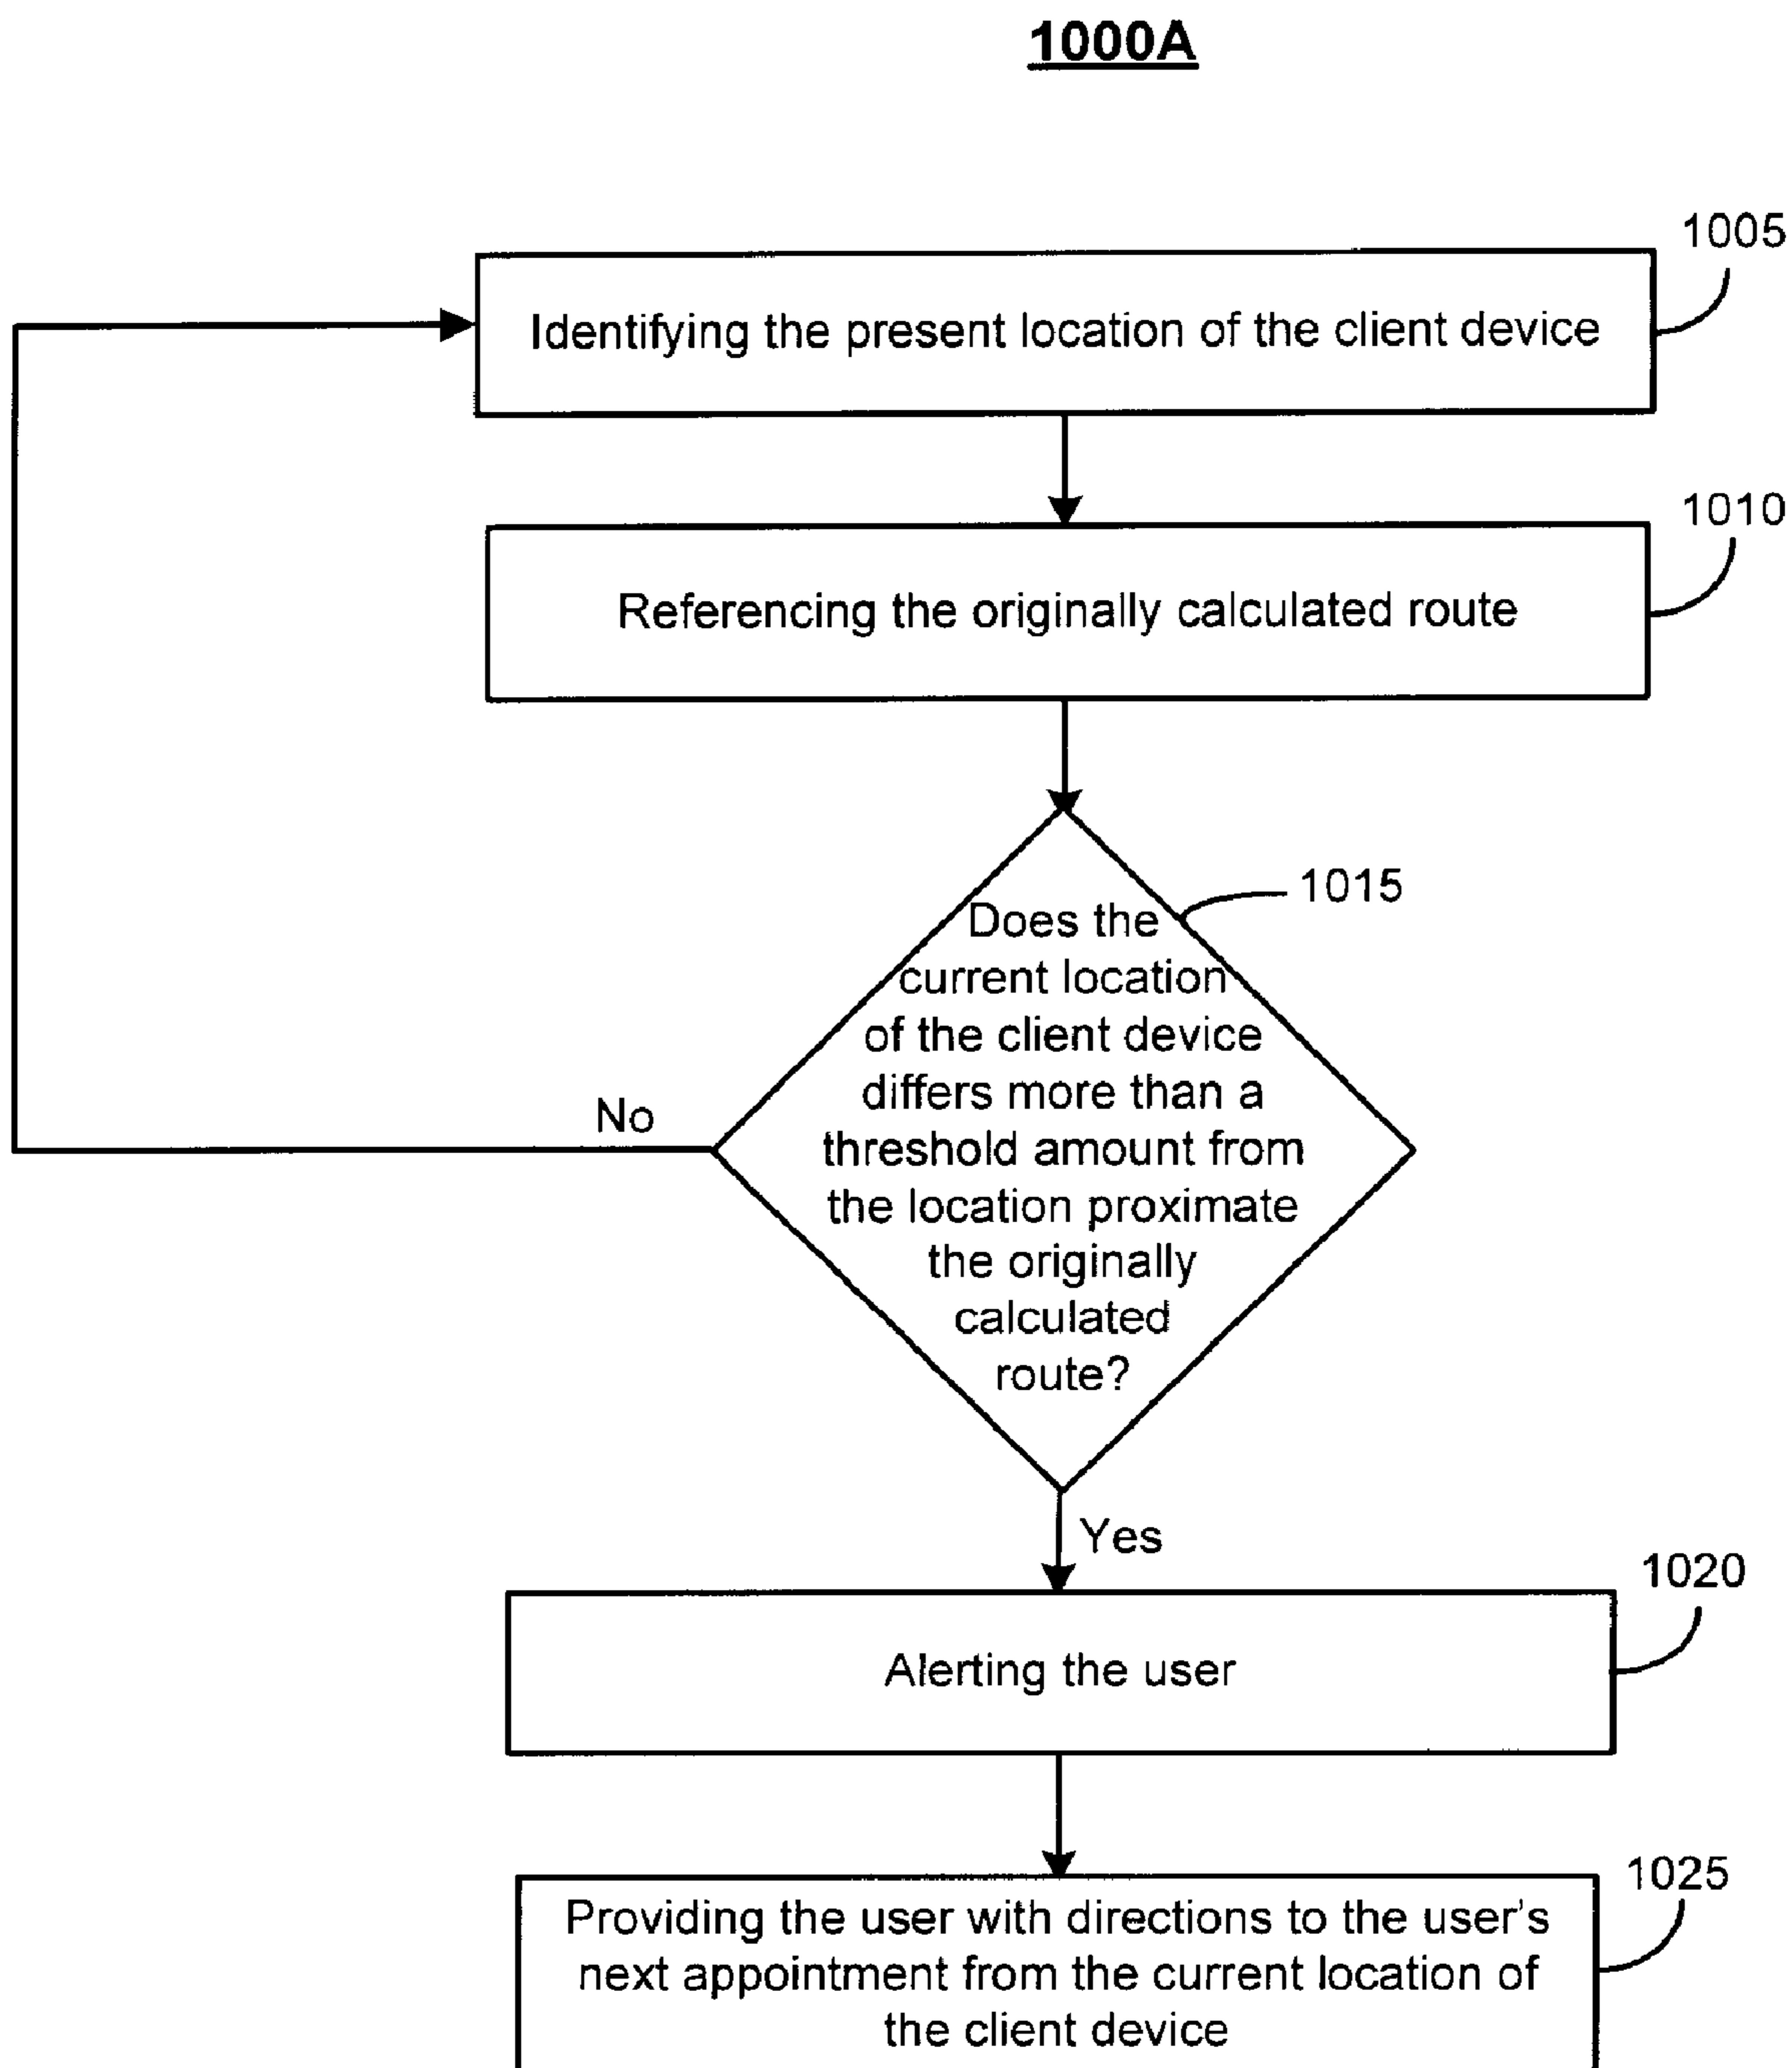 1000A
1005
Identifying the present location of the client device
1010
Referencing the originally calculated route
1015
Does the
current location
of the client device
differs more than a
threshold amount from
the location proximate
the originally
calculated
route?
No
Yes
1020
Alerting the user
1025
Providing the user with directions to the user's
next appointment from the current location of
the client device